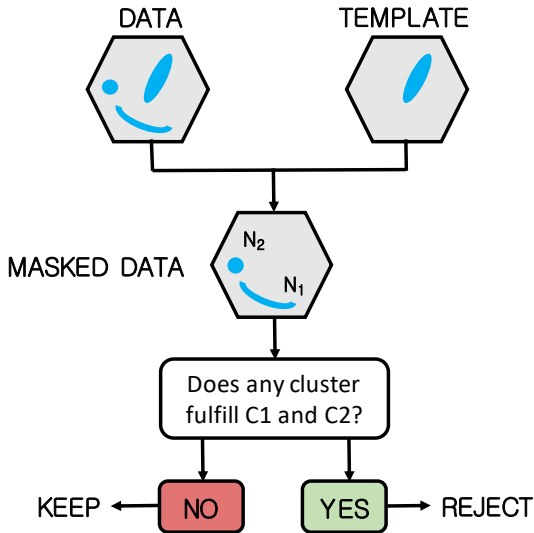 DATA
TEMPLATE
MASKED DATA
N₂
N₁
Does any cluster
fulfill C1 and C2?
KEEP
NO
YES
REJECT